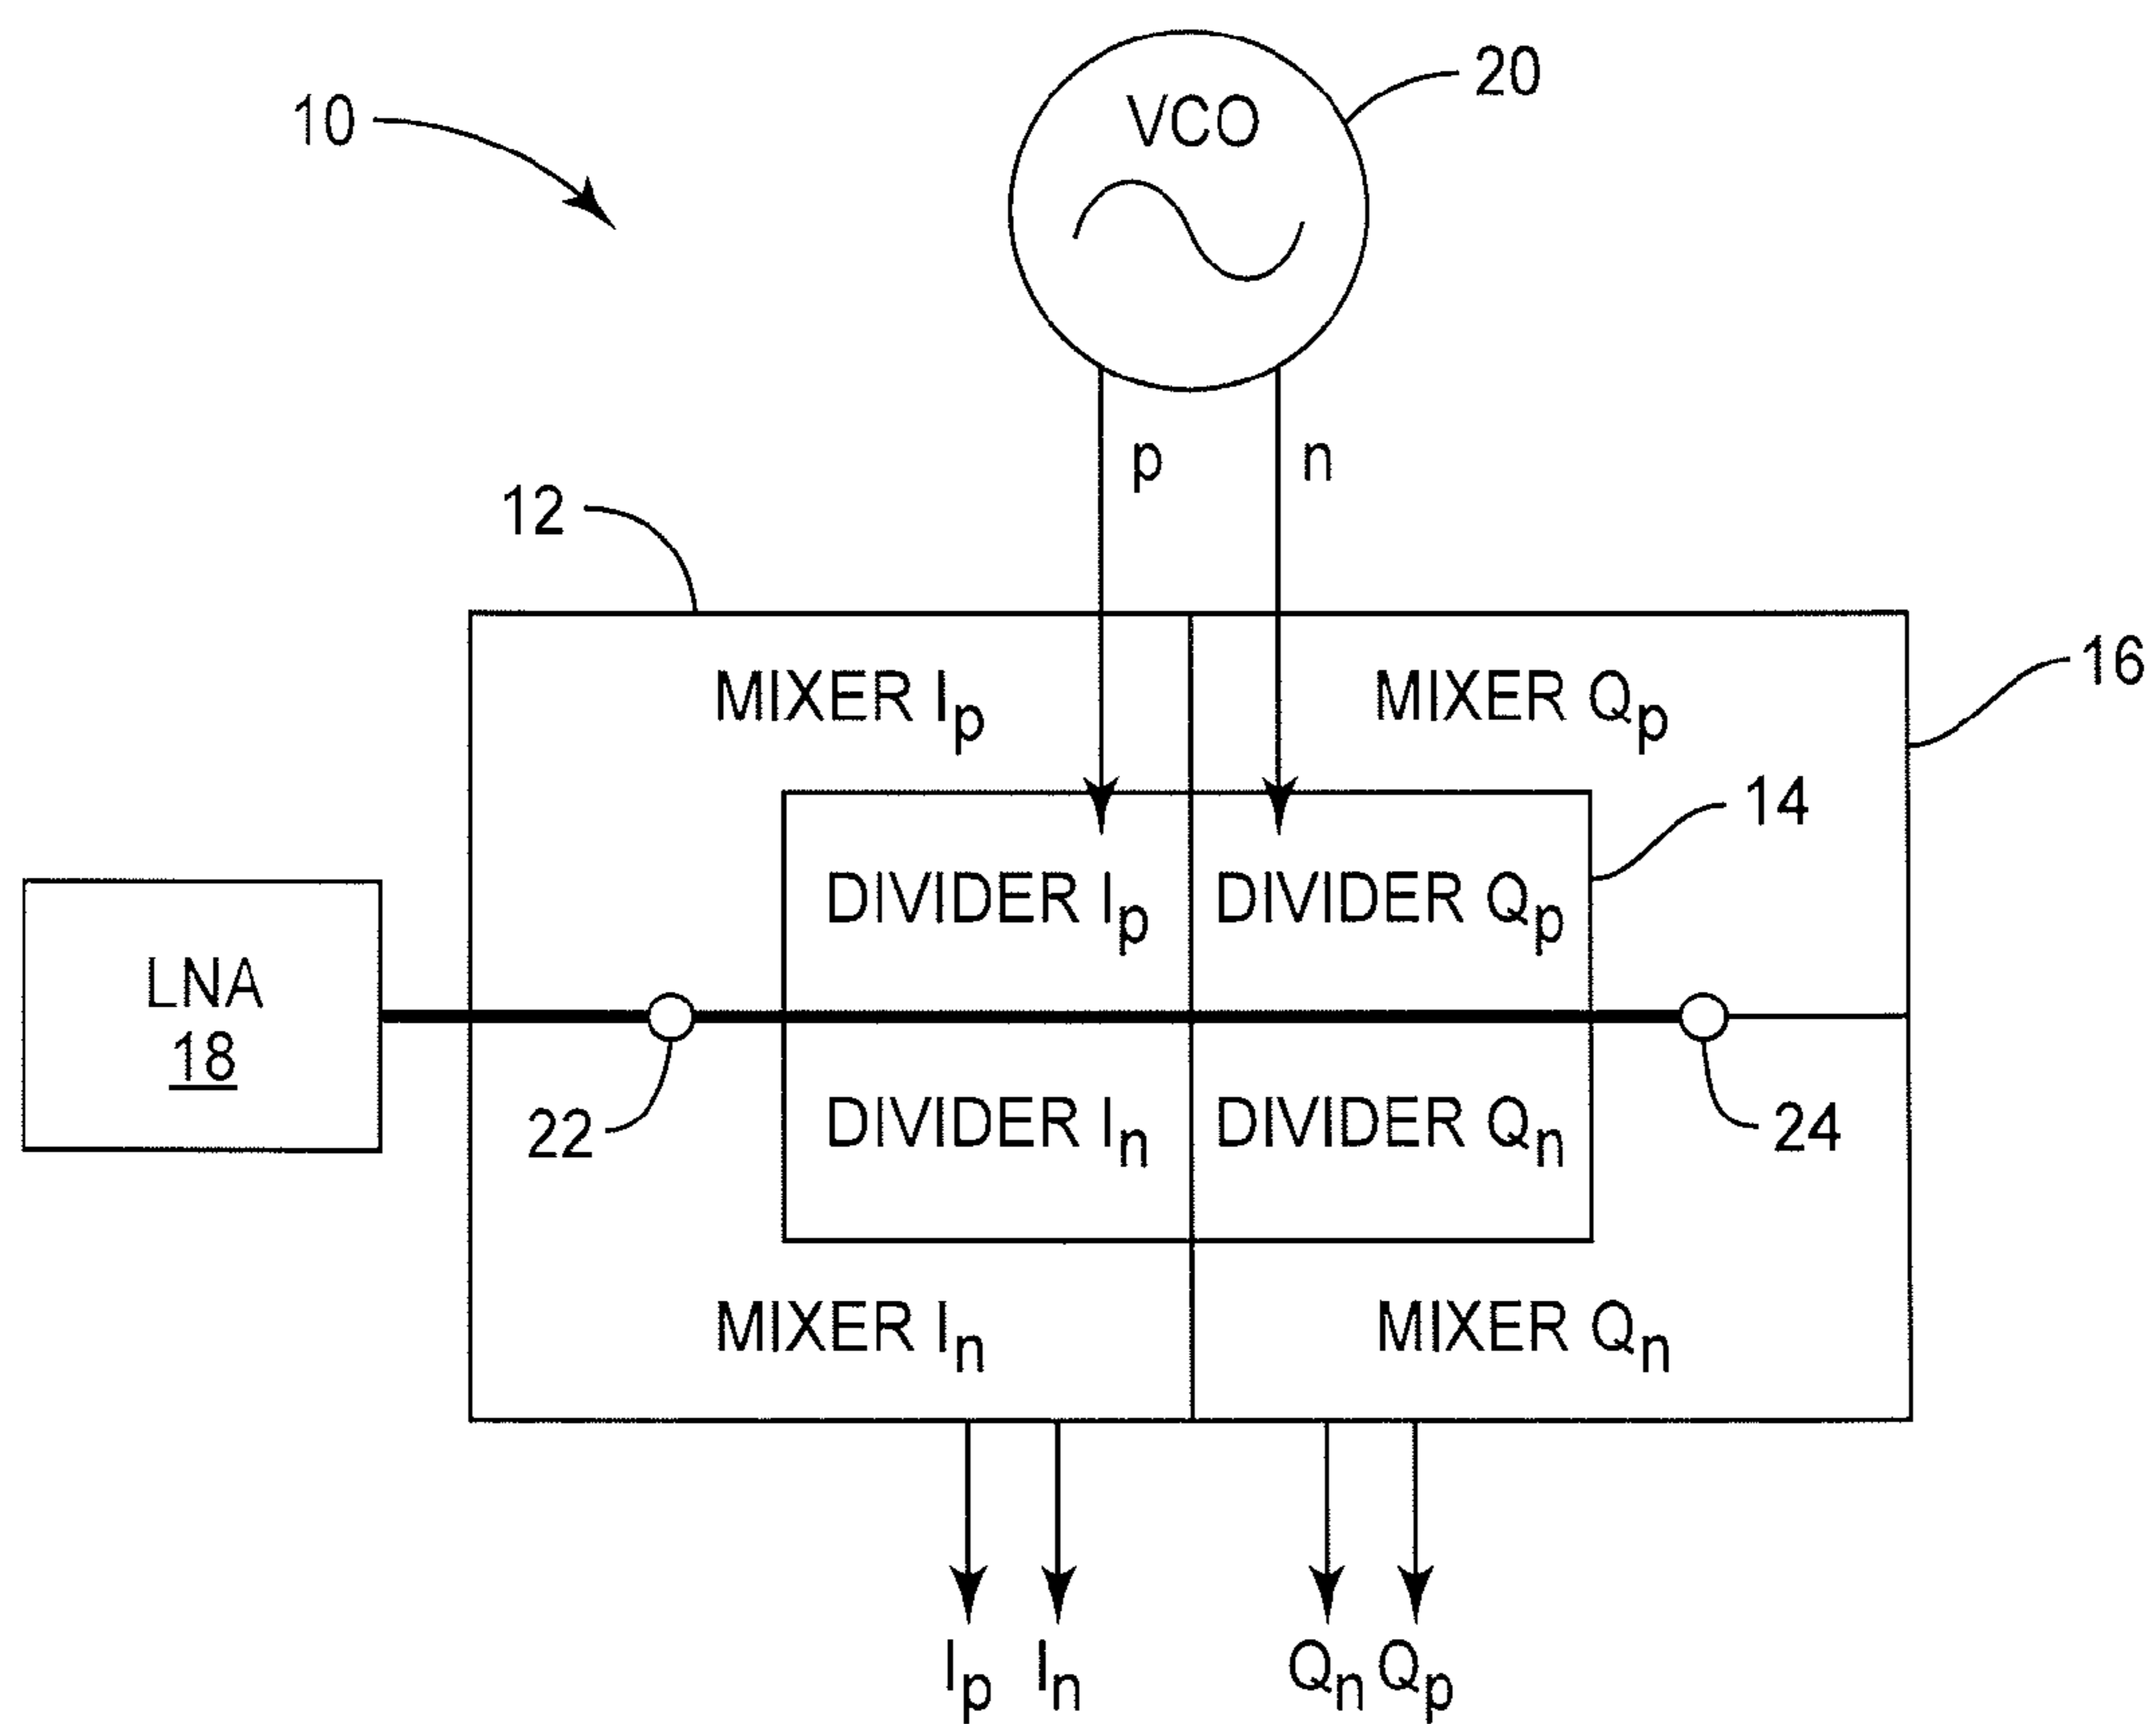 10
VCO
20
p
n
12
MIXER Ip
MIXER Qp
16
14
DIVIDER Ip
DIVIDER Qp
LNA
18
22
DIVIDER In
DIVIDER Qn
24
MIXER In
MIXER Qn
Ip In
Qn Qp